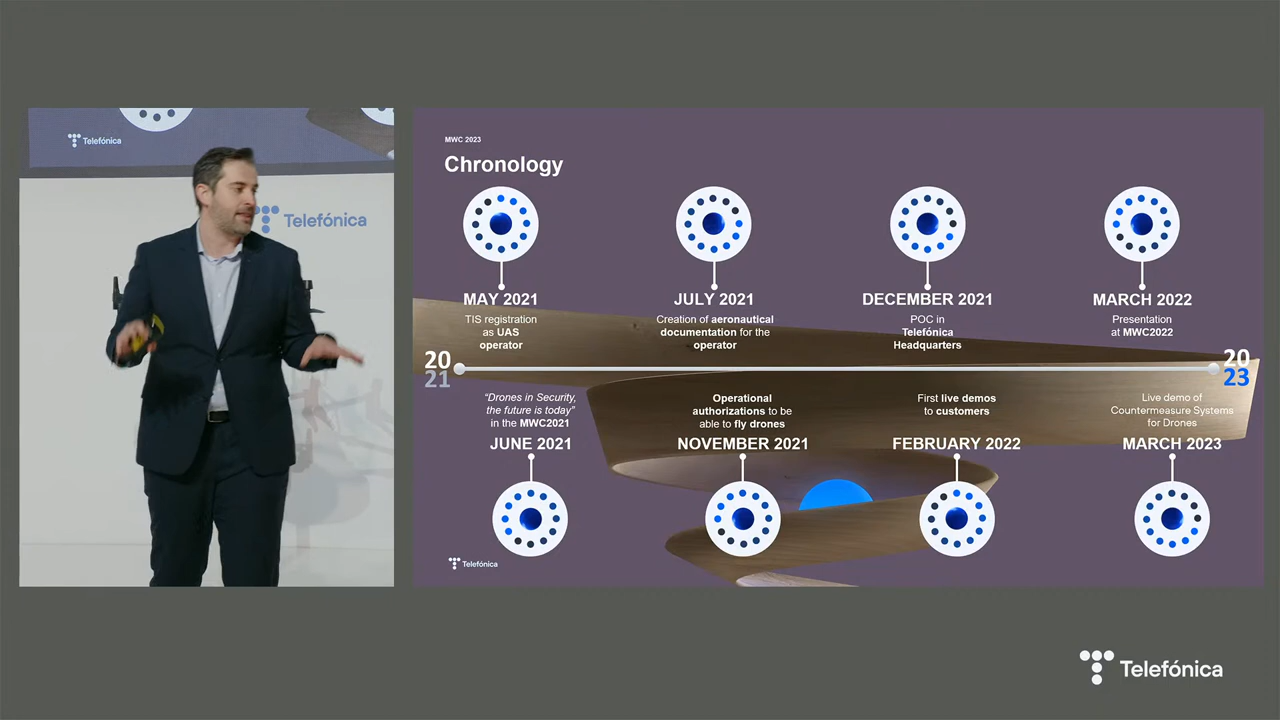 Telefónica
Telefónica
MWC 2023
Chronology
MAY 2021
TIS registration
as UAS
operator
JULY 2021
Creation of aeronautical
documentation for the
operator
DECEMBER 2021
POC in
Telefónica
Headquarters
MARCH 2022
Presentation
at MWC2022
20
21
20
23
“Drones in Security,
the future is today”
in the MWC2021
JUNE 2021
Operational
authorizations to be
able to fly drones
NOVEMBER 2021
First live demos
to customers
FEBRUARY 2022
Live demo of
Countermeasure Systems
for Drones
MARCH 2023
Telefónica
Telefónica